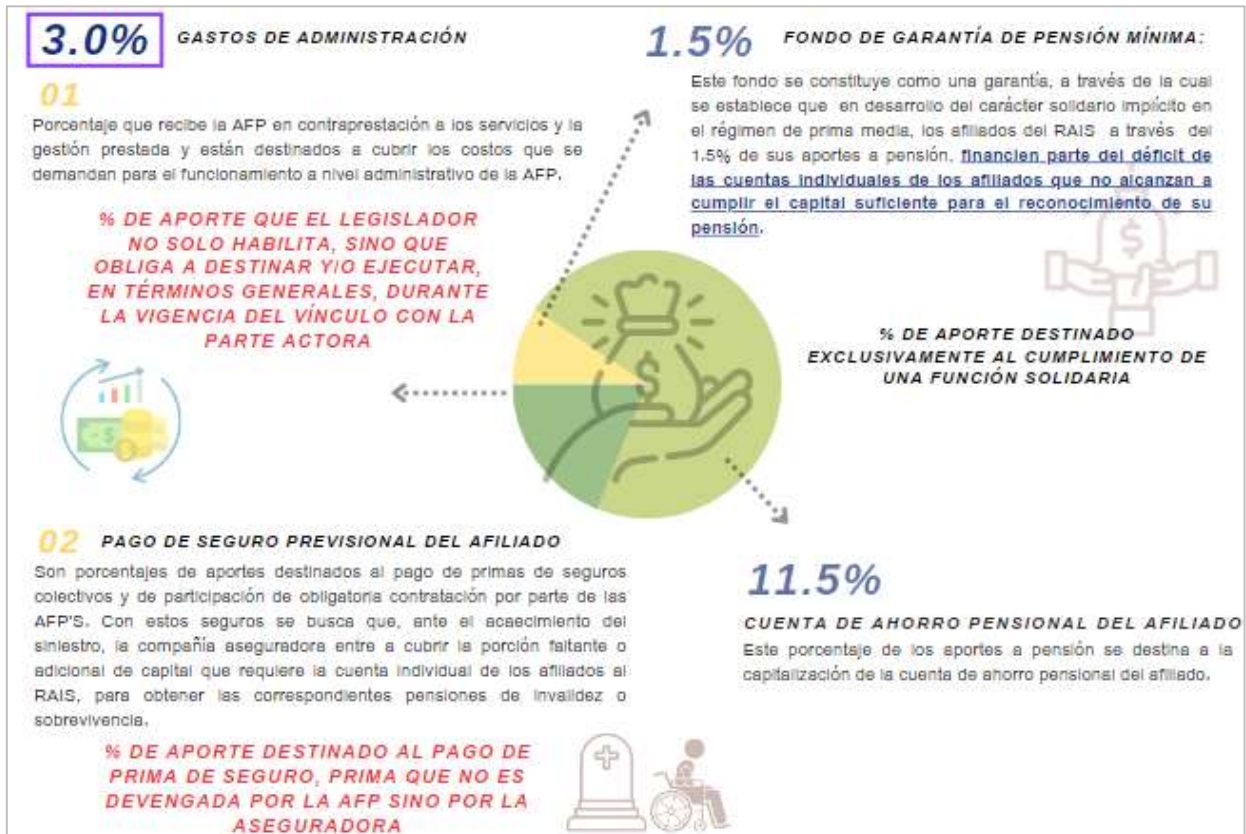 3.0% GASTOS DE ADMINISTRACIÓN
01
Porcentaje que recibe la AFP en contraprestación a los servicios y la
gestión prestada y están destinados a cubrir los costos que se
demandan para el funcionamiento a nivel administrativo de la AFP.
% DE APORTE QUE EL LEGISLADOR
NO SOLO HABILITA, SINO QUE
OBLIGA A DESTINAR Y/O EJECUTAR,
EN TÉRMINOS GENERALES, DURANTE
LA VIGENCIA DEL VÍNCULO CON LA
PARTE ACTORA
1.5% FONDO DE GARANTÍA DE PENSIÓN MÍNIMA:
Este fondo se constituye como una garantía, a través de la cual
se establece que en desarrollo del carácter solidario implícito en
el régimen de prima media, los afiliados del RAIS a través del
1.5% de sus aportes a pensión, financien parte del déficit de
las cuentas individuales de los afiliados que no alcanzan a
cumplir el capital suficiente para el reconocimiento de su
pensión.
$
$
% DE APORTE DESTINADO
EXCLUSIVAMENTE AL CUMPLIMIENTO DE
UNA FUNCIÓN SOLIDARIA
$
$
02 PAGO DE SEGURO PREVISIONAL DEL AFILIADO
Son porcentajes de aportes destinados al pago de primas de seguros
colectivos y de participación de obligatoria contratación por parte de las
AFP'S. Con estos seguros se busca que, ante el acaecimiento del
siniestro, la compañía aseguradora entre a cubrir la porción faltante o
adicional de capital que requiere la cuenta individual de los afiliados al
RAIS, para obtener las correspondientes pensiones de invalidez o
sobrevivencia.
% DE APORTE DESTINADO AL PAGO DE
PRIMA DE SEGURO, PRIMA QUE NO ES
DEVENGADA POR LA AFP SINO POR LA
ASEGURADORA
11.5%
CUENTA DE AHORRO PENSIONAL DEL AFILIADO
Este porcentaje de los aportes a pensión se destina a la
capitalización de la cuenta de ahorro pensional del afiliado.